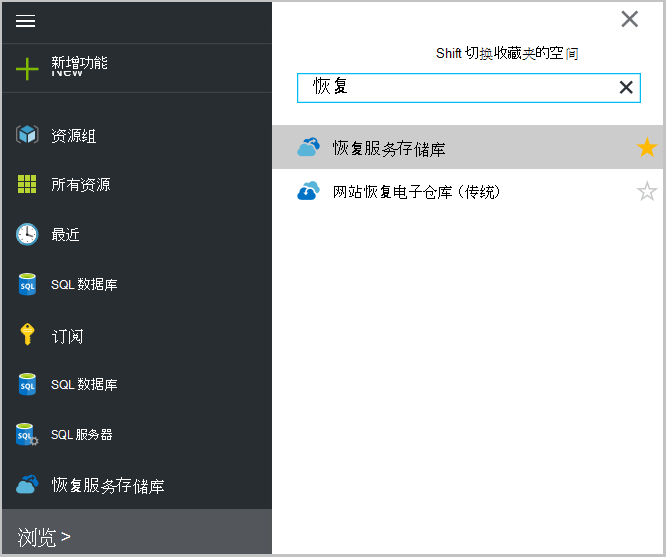 新增功能
New
资源组
所有资源
最近
SQL 数据库
订阅
SQL 数据库
SQL 服务器
恢复服务存储库
浏览 >
Shift 切换收藏夹的空间
恢复
恢复服务存储库
网站恢复电子仓库 (传统)